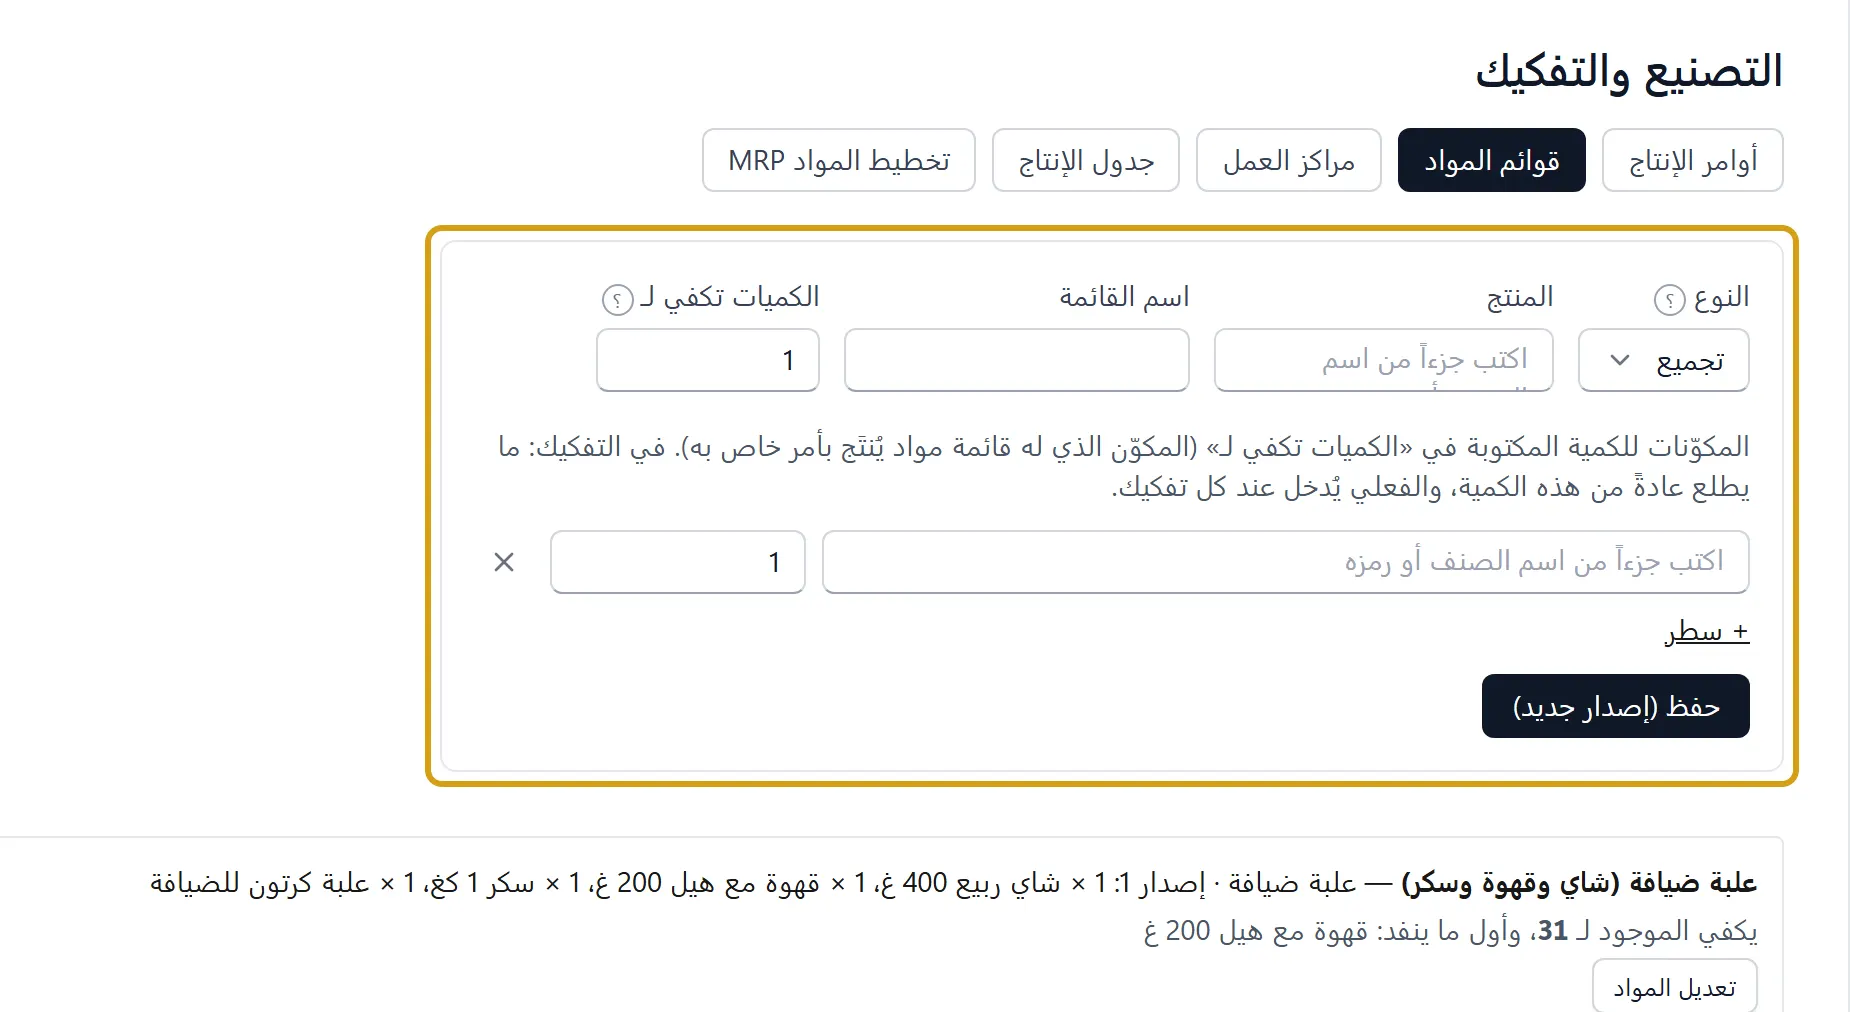 التصنيع والتفكيك
أوامر الإنتاج
قوائم المواد
مراكز العمل
جدول الإنتاج
تخطيط المواد MRP
النوع ؟
المنتج
اسم القائمة
الكميات تكفي لـ ؟
تجميع
اكتب جزءاً من اسم
1
المكوّنات للكمية المكتوبة في «الكميات تكفي لـ» (المكوّن الذي له قائمة مواد يُنتَج بأمر خاص به). في التفكيك: ما
يطلع عادةً من هذه الكمية، والفعلي يُدخل عند كل تفكيك.
اكتب جزءاً من اسم الصنف أو رمزه
1
+ سطر
حفظ (إصدار جديد)
علبة ضيافة (شاي وقهوة وسكر) — علبة ضيافة · إصدار 1: 1 × شاي ربيع 400 غ، 1 × قهوة مع هيل 200 غ، 1 × سكر 1 كغ، 1 × علبة كرتون للضيافة
يكفي الموجود لـ 31، وأول ما ينفد: قهوة مع هيل 200 غ
تعديل المواد